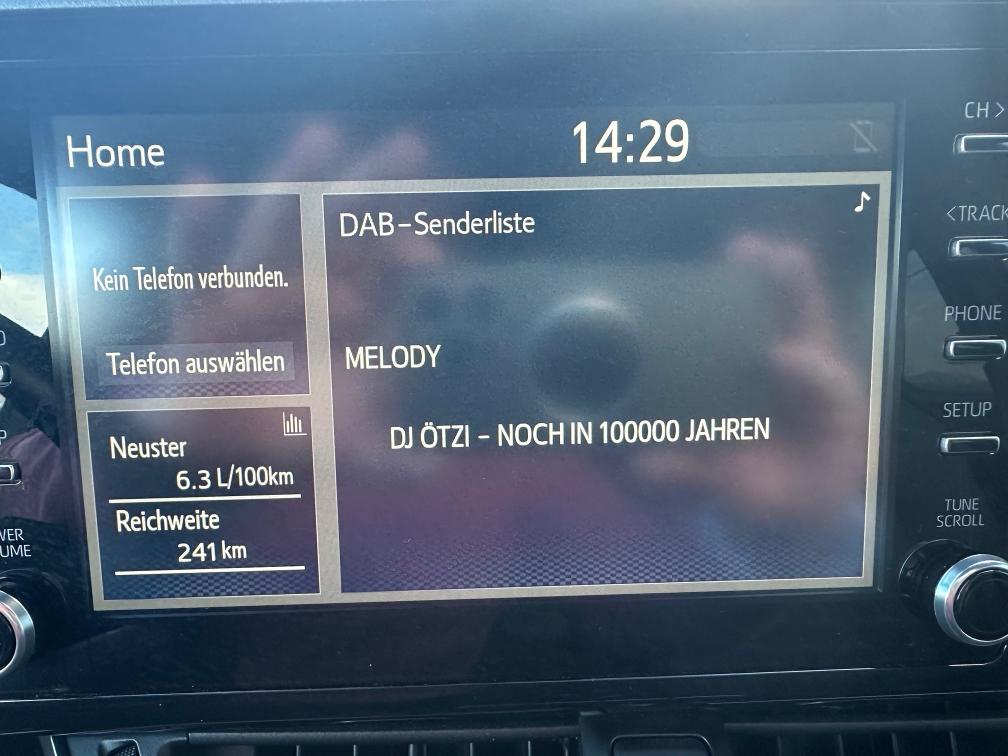 Home
14:29
Kein Telefon verbunden.
Telefon auswählen
Neuster
6.3 L/100km
Reichweite
241 km
DAB-Senderliste
MELODY
DJ ÖTZI - NOCH IN 100000 JAHREN
CH >
<TRACK
PHONE
SETUP
TUNE
SCROLL